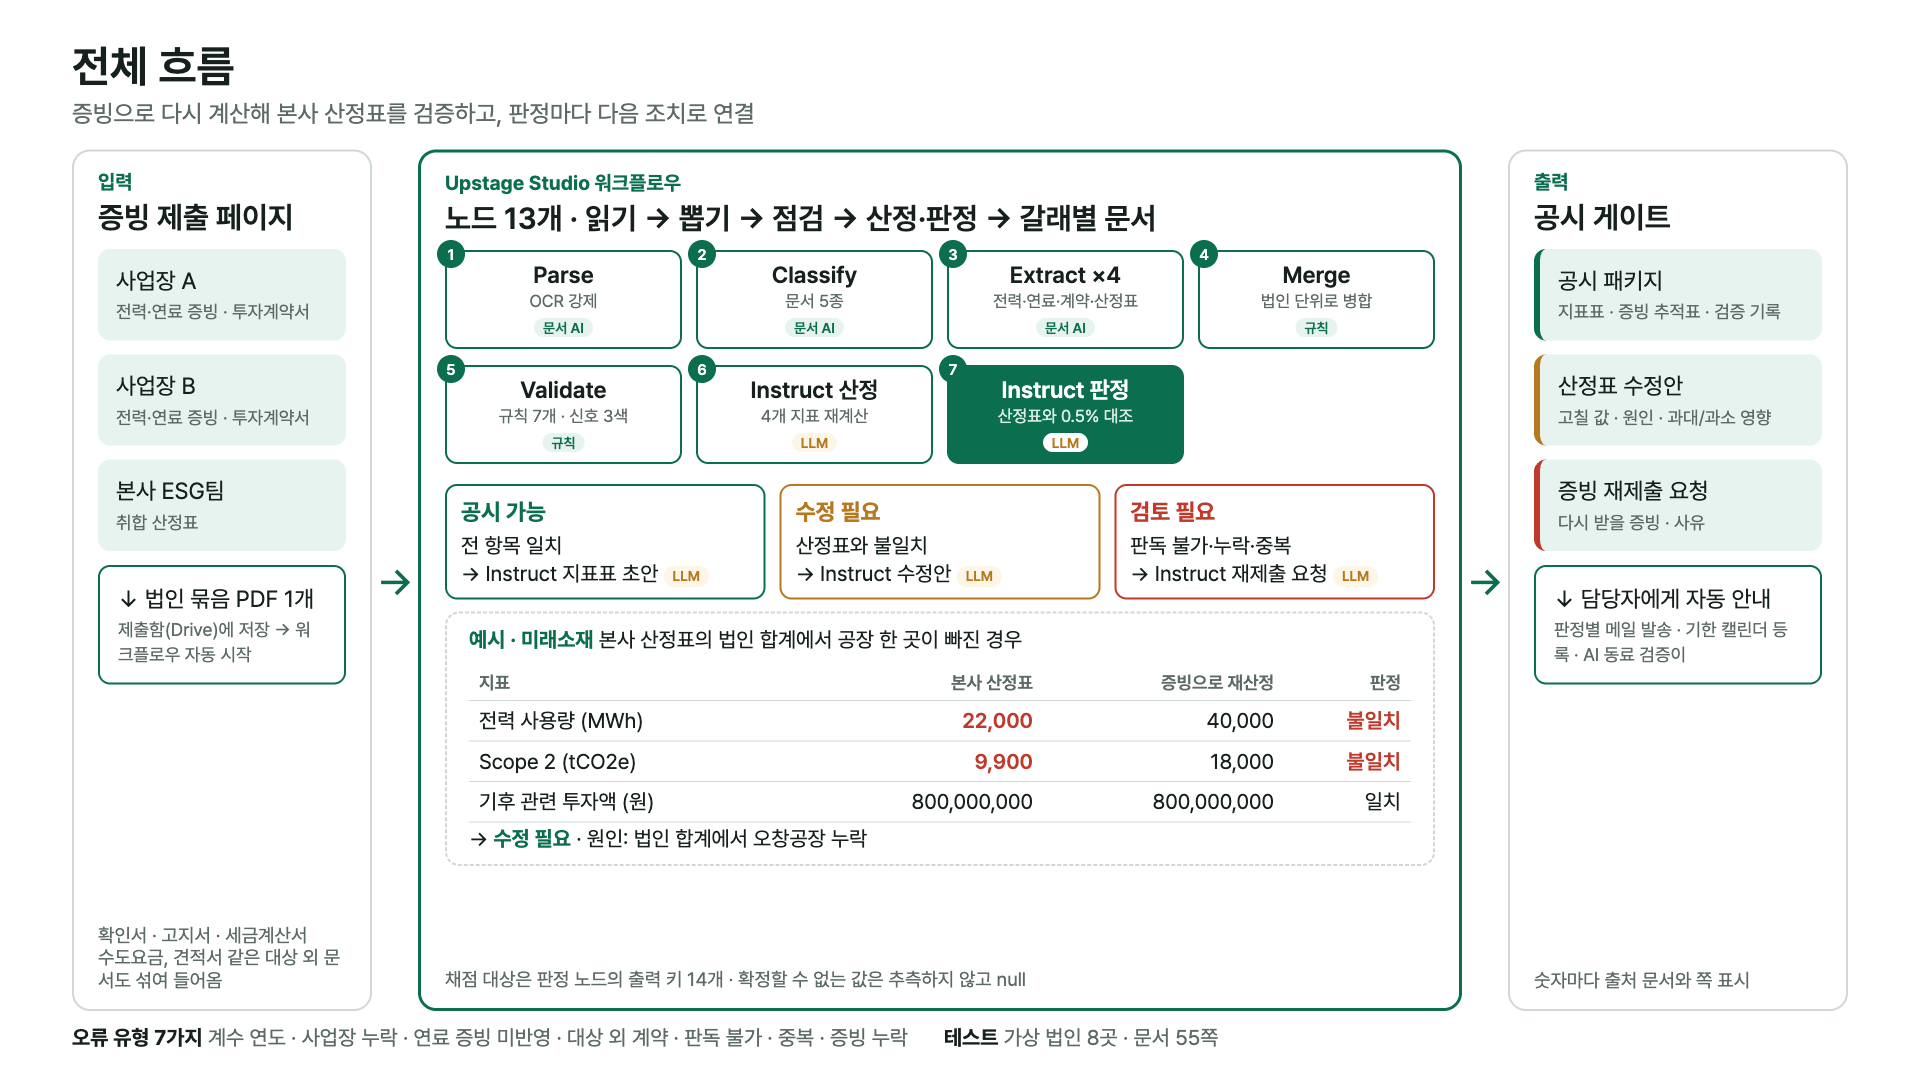 전체 흐름
증빙으로 다시 계산해 본사 산정표를 검증하고, 판정마다 다음 조치로 연결
입력
증빙 제출 페이지
사업장 A
전력·연료 증빙 · 투자계약서
사업장 B
전력·연료 증빙 · 투자계약서
본사 ESG팀
취합 산정표
↓ 법인 묶음 PDF 1개
제출함(Drive)에 저장 → 워
크플로우 자동 시작
확인서 · 고지서 · 세금계산서
수도요금, 견적서 같은 대상 외 문
서도 섞여 들어옴
→
Upstage Studio 워크플로우
노드 13개 · 읽기 → 뽑기 → 점검 → 산정·판정 → 갈래별 문서
1
Parse
OCR 강제
문서 AI
2
Classify
문서 5종
문서 AI
3
Extract ×4
전력·연료·계약·산정표
문서 AI
4
Merge
법인 단위로 병합
규칙
5
Validate
규칙 7개 · 신호 3색
규칙
6
Instruct 산정
4개 지표 재계산
LLM
7
Instruct 판정
산정표와 0.5% 대조
LLM
공시 가능
전 항목 일치
→ Instruct 지표표 초안 LLM
수정 필요
산정표와 불일치
→ Instruct 수정안 LLM
검토 필요
판독 불가·누락·중복
→ Instruct 재제출 요청 LLM
예시 · 미래소재 본사 산정표의 법인 합계에서 공장 한 곳이 빠진 경우
지표 본사 산정표 증빙으로 재산정 판정
전력 사용량 (MWh) 22,000 40,000 불일치
Scope 2 (tCO2e) 9,900 18,000 불일치
기후 관련 투자액 (원) 800,000,000 800,000,000 일치
→ 수정 필요 · 원인: 법인 합계에서 오창공장 누락
채점 대상은 판정 노드의 출력 키 14개 · 확정할 수 없는 값은 추측하지 않고 null
→
출력
공시 게이트
공시 패키지
지표표 · 증빙 추적표 · 검증 기록
산정표 수정안
고칠 값 · 원인 · 과대/과소 영향
증빙 재제출 요청
다시 받을 증빙 · 사유
↓ 담당자에게 자동 안내
판정별 메일 발송 · 기한 캘린더 등
록 · AI 동료 검증이
숫자마다 출처 문서와 쪽 표시
오류 유형 7가지 계수 연도 · 사업장 누락 · 연료 증빙 미반영 · 대상 외 계약 · 판독 불가 · 중복 · 증빙 누락 테스트 가상 법인 8곳 · 문서 55쪽